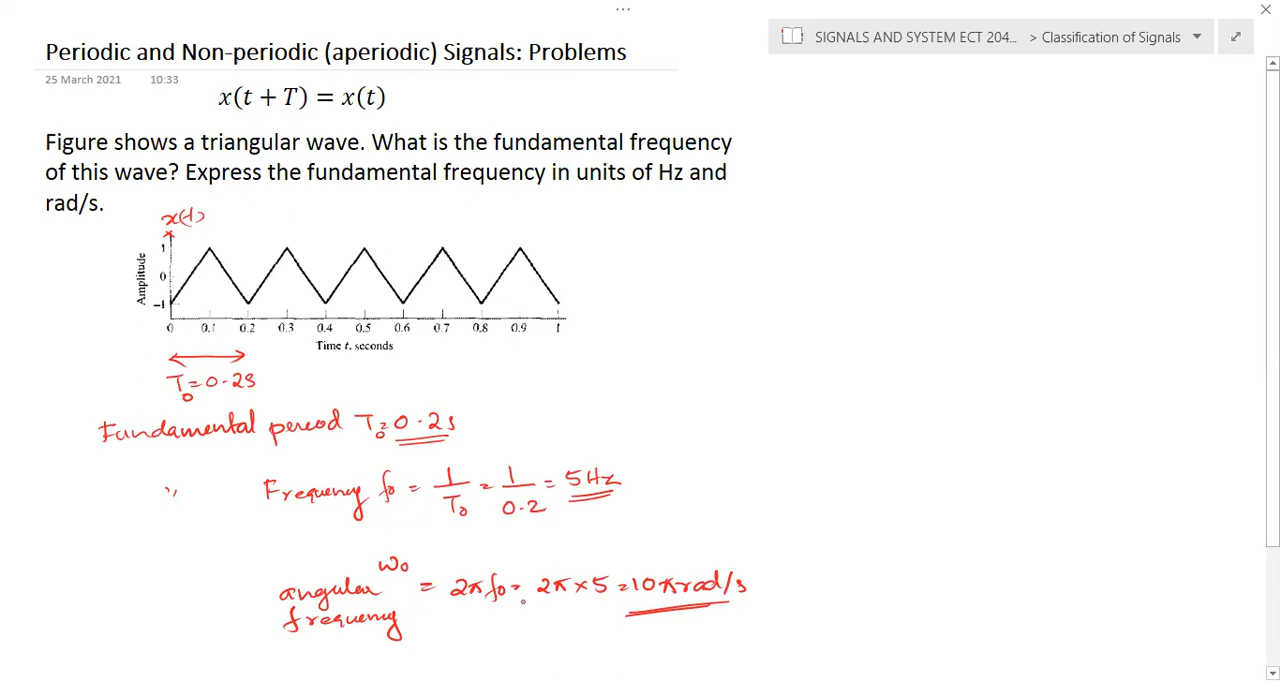 ...
SIGNALS AND SYSTEM ECT 204... > Classification of Signals
Periodic and Non-periodic (aperiodic) Signals: Problems
25 March 2021 10:33
x(t + T) = x(t)
Figure shows a triangular wave. What is the fundamental frequency
of this wave? Express the fundamental frequency in units of Hz and
rad/s.
x(t)
Amplitude
1
0
-1
0 0.1 0.2 0.3 0.4 0.5 0.6 0.7 0.8 0.9 1
Time t, seconds
T₀ = 0.2s
Fundamental period T₀ = 0.2s
" Frequency f₀ = 1/T₀ = 1/0.2 = 5Hz
angular frequency ω₀ = 2πf₀ = 2π×5 = 10π rad/s